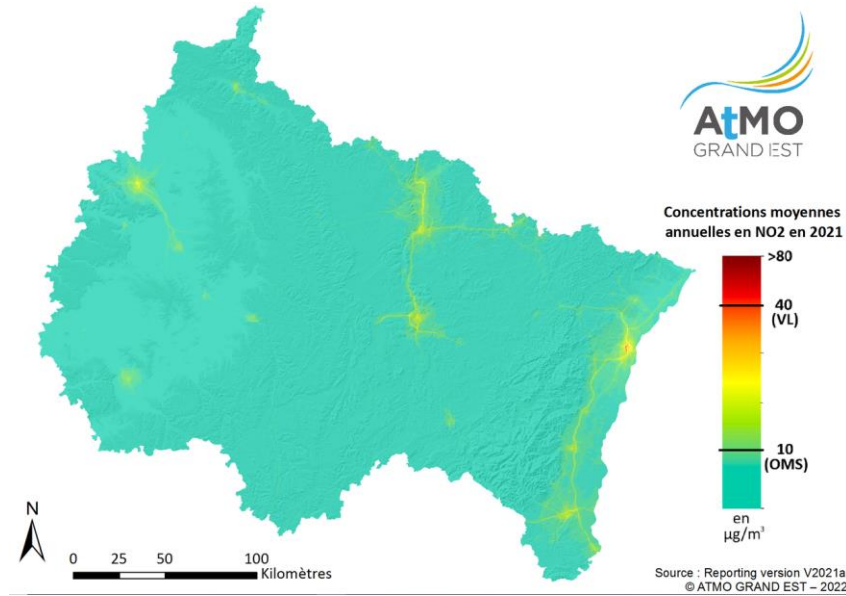 AtMO
GRAND EST
Concentrations moyennes
annuelles en NO2 en 2021
>80
40
(VL)
10
(OMS)
en
µg/m³
N
0 25 50 100
Kilomètres
Source : Reporting version V2021a
© ATMO GRAND EST – 2022